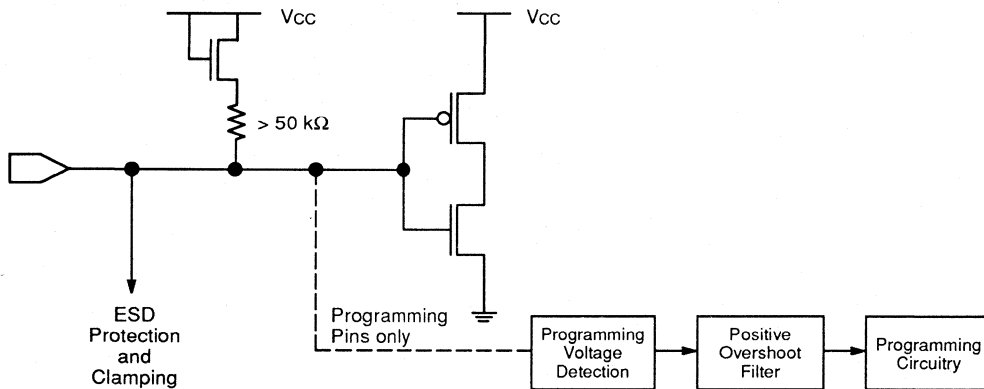 VCC
VCC
> 50 kΩ
ESD
Protection
and
Clamping
Programming
Pins only
Programming
Voltage
Detection
Positive
Overshoot
Filter
Programming
Circuitry